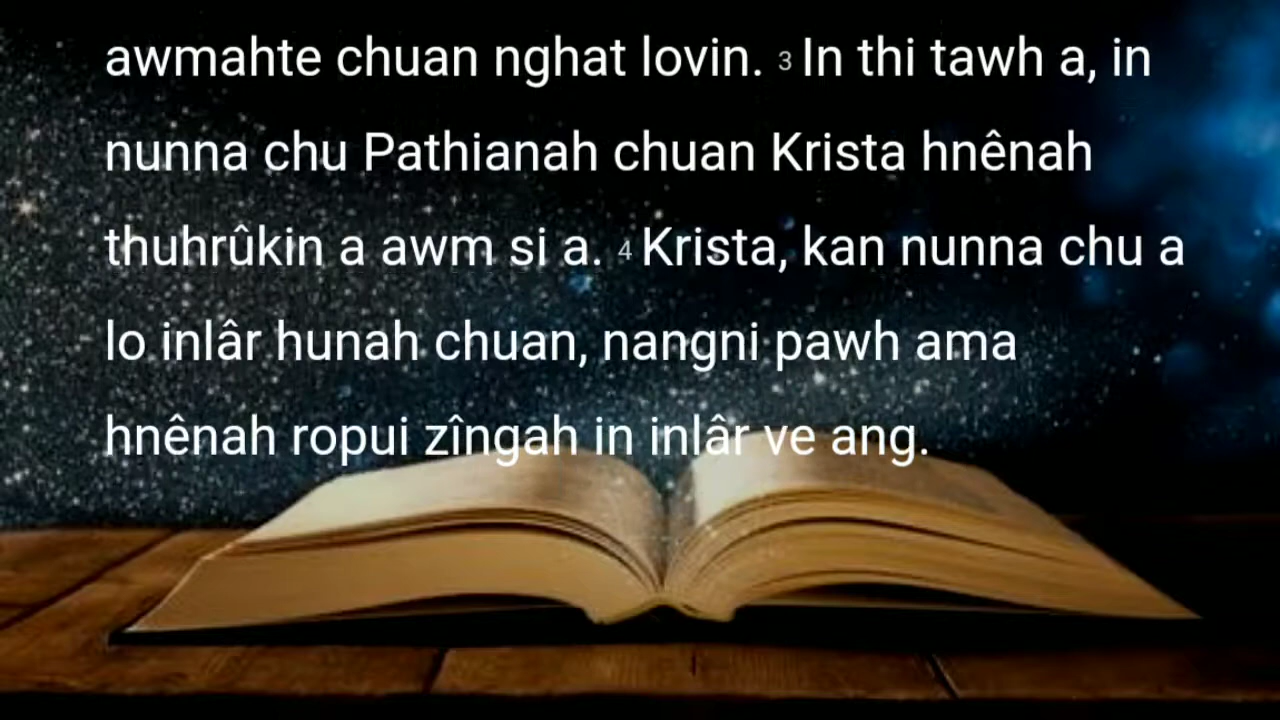 awmahte chuan nghat lovin. 3 In thi tawh a, in
nunna chu Pathianah chuan Krista hnênah
thuhrûkin a awm si a. 4 Krista, kan nunna chu a
lo inlâr hunah chuan, nangni pawh ama
hnênah ropui zîngah in inlâr ve ang.